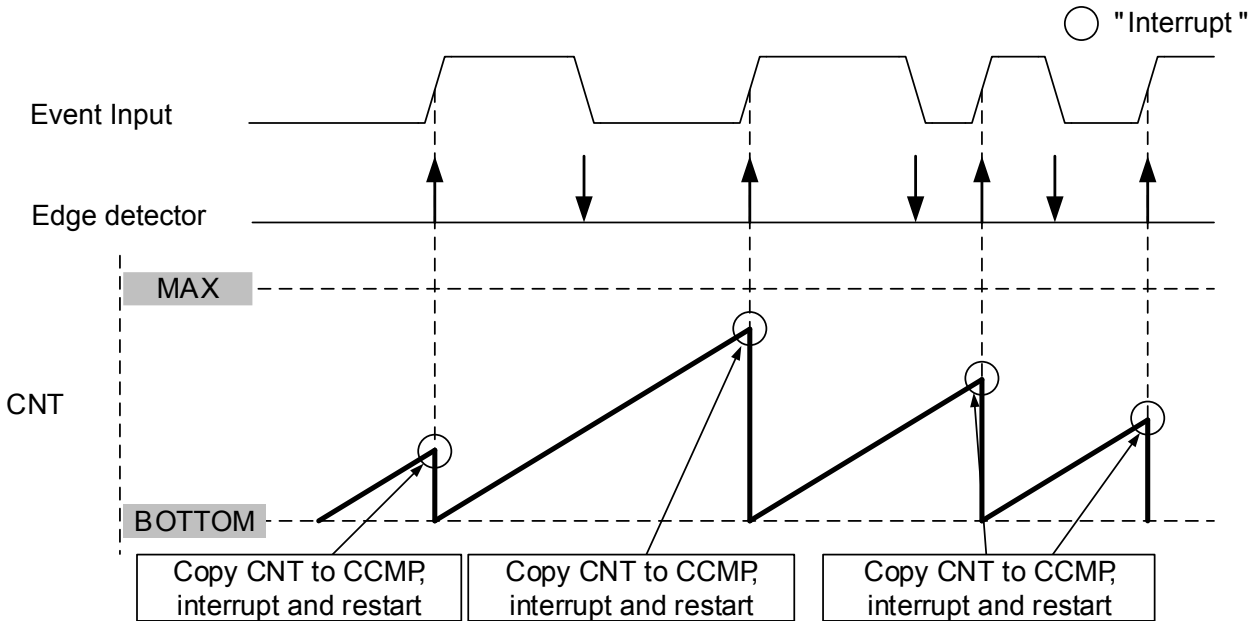 "Interrupt "
Event Input
Edge detector
MAX
CNT
BOTTOM
Copy CNT to CCMP,
interrupt and restart
Copy CNT to CCMP,
interrupt and restart
Copy CNT to CCMP,
interrupt and restart